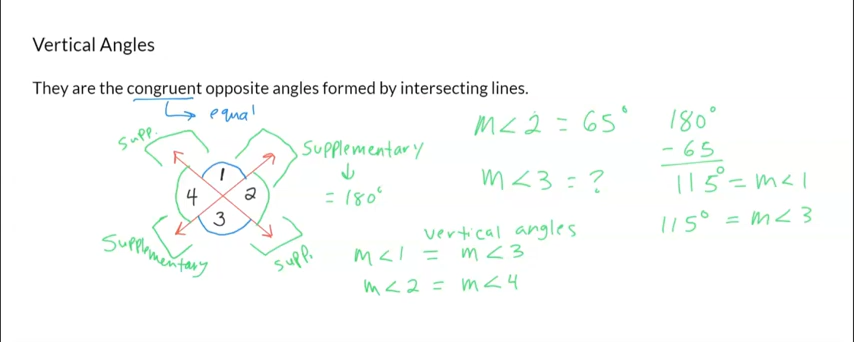 Vertical Angles
They are the congruent opposite angles formed by intersecting lines.
equal
supp.
Supplementary
= 180°
1
4
2
3
Supplementary
supp.
vertical angles
m<1 = m<3
m<2 = m<4
m<2 = 65°
m<3 = ?
180°
- 65
115° = m<1
115° = m<3